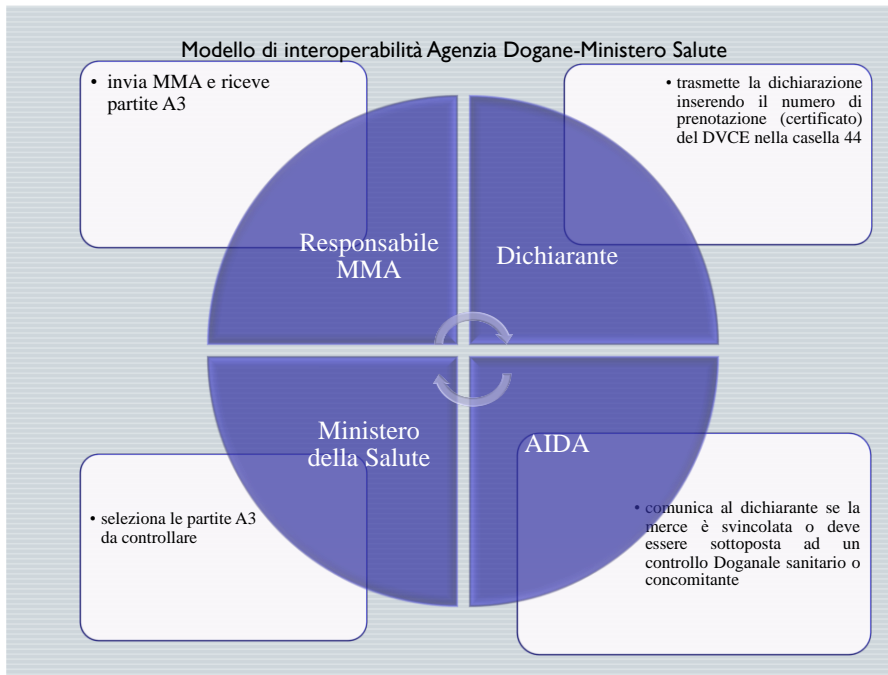 Modello di interoperabilità Agenzia Dogane-Ministero Salute
• invia MMA e riceve
partite A3
• trasmette la dichiarazione
inserendo il numero di
prenotazione (certificato)
del DVCE nella casella 44
Responsabile
MMA
Dichiarante
Ministero
della Salute
AIDA
• seleziona le partite A3
da controllare
• comunica al dichiarante se la
merce è svincolata o deve
essere sottoposta ad un
controllo Doganale sanitario o
concomitante